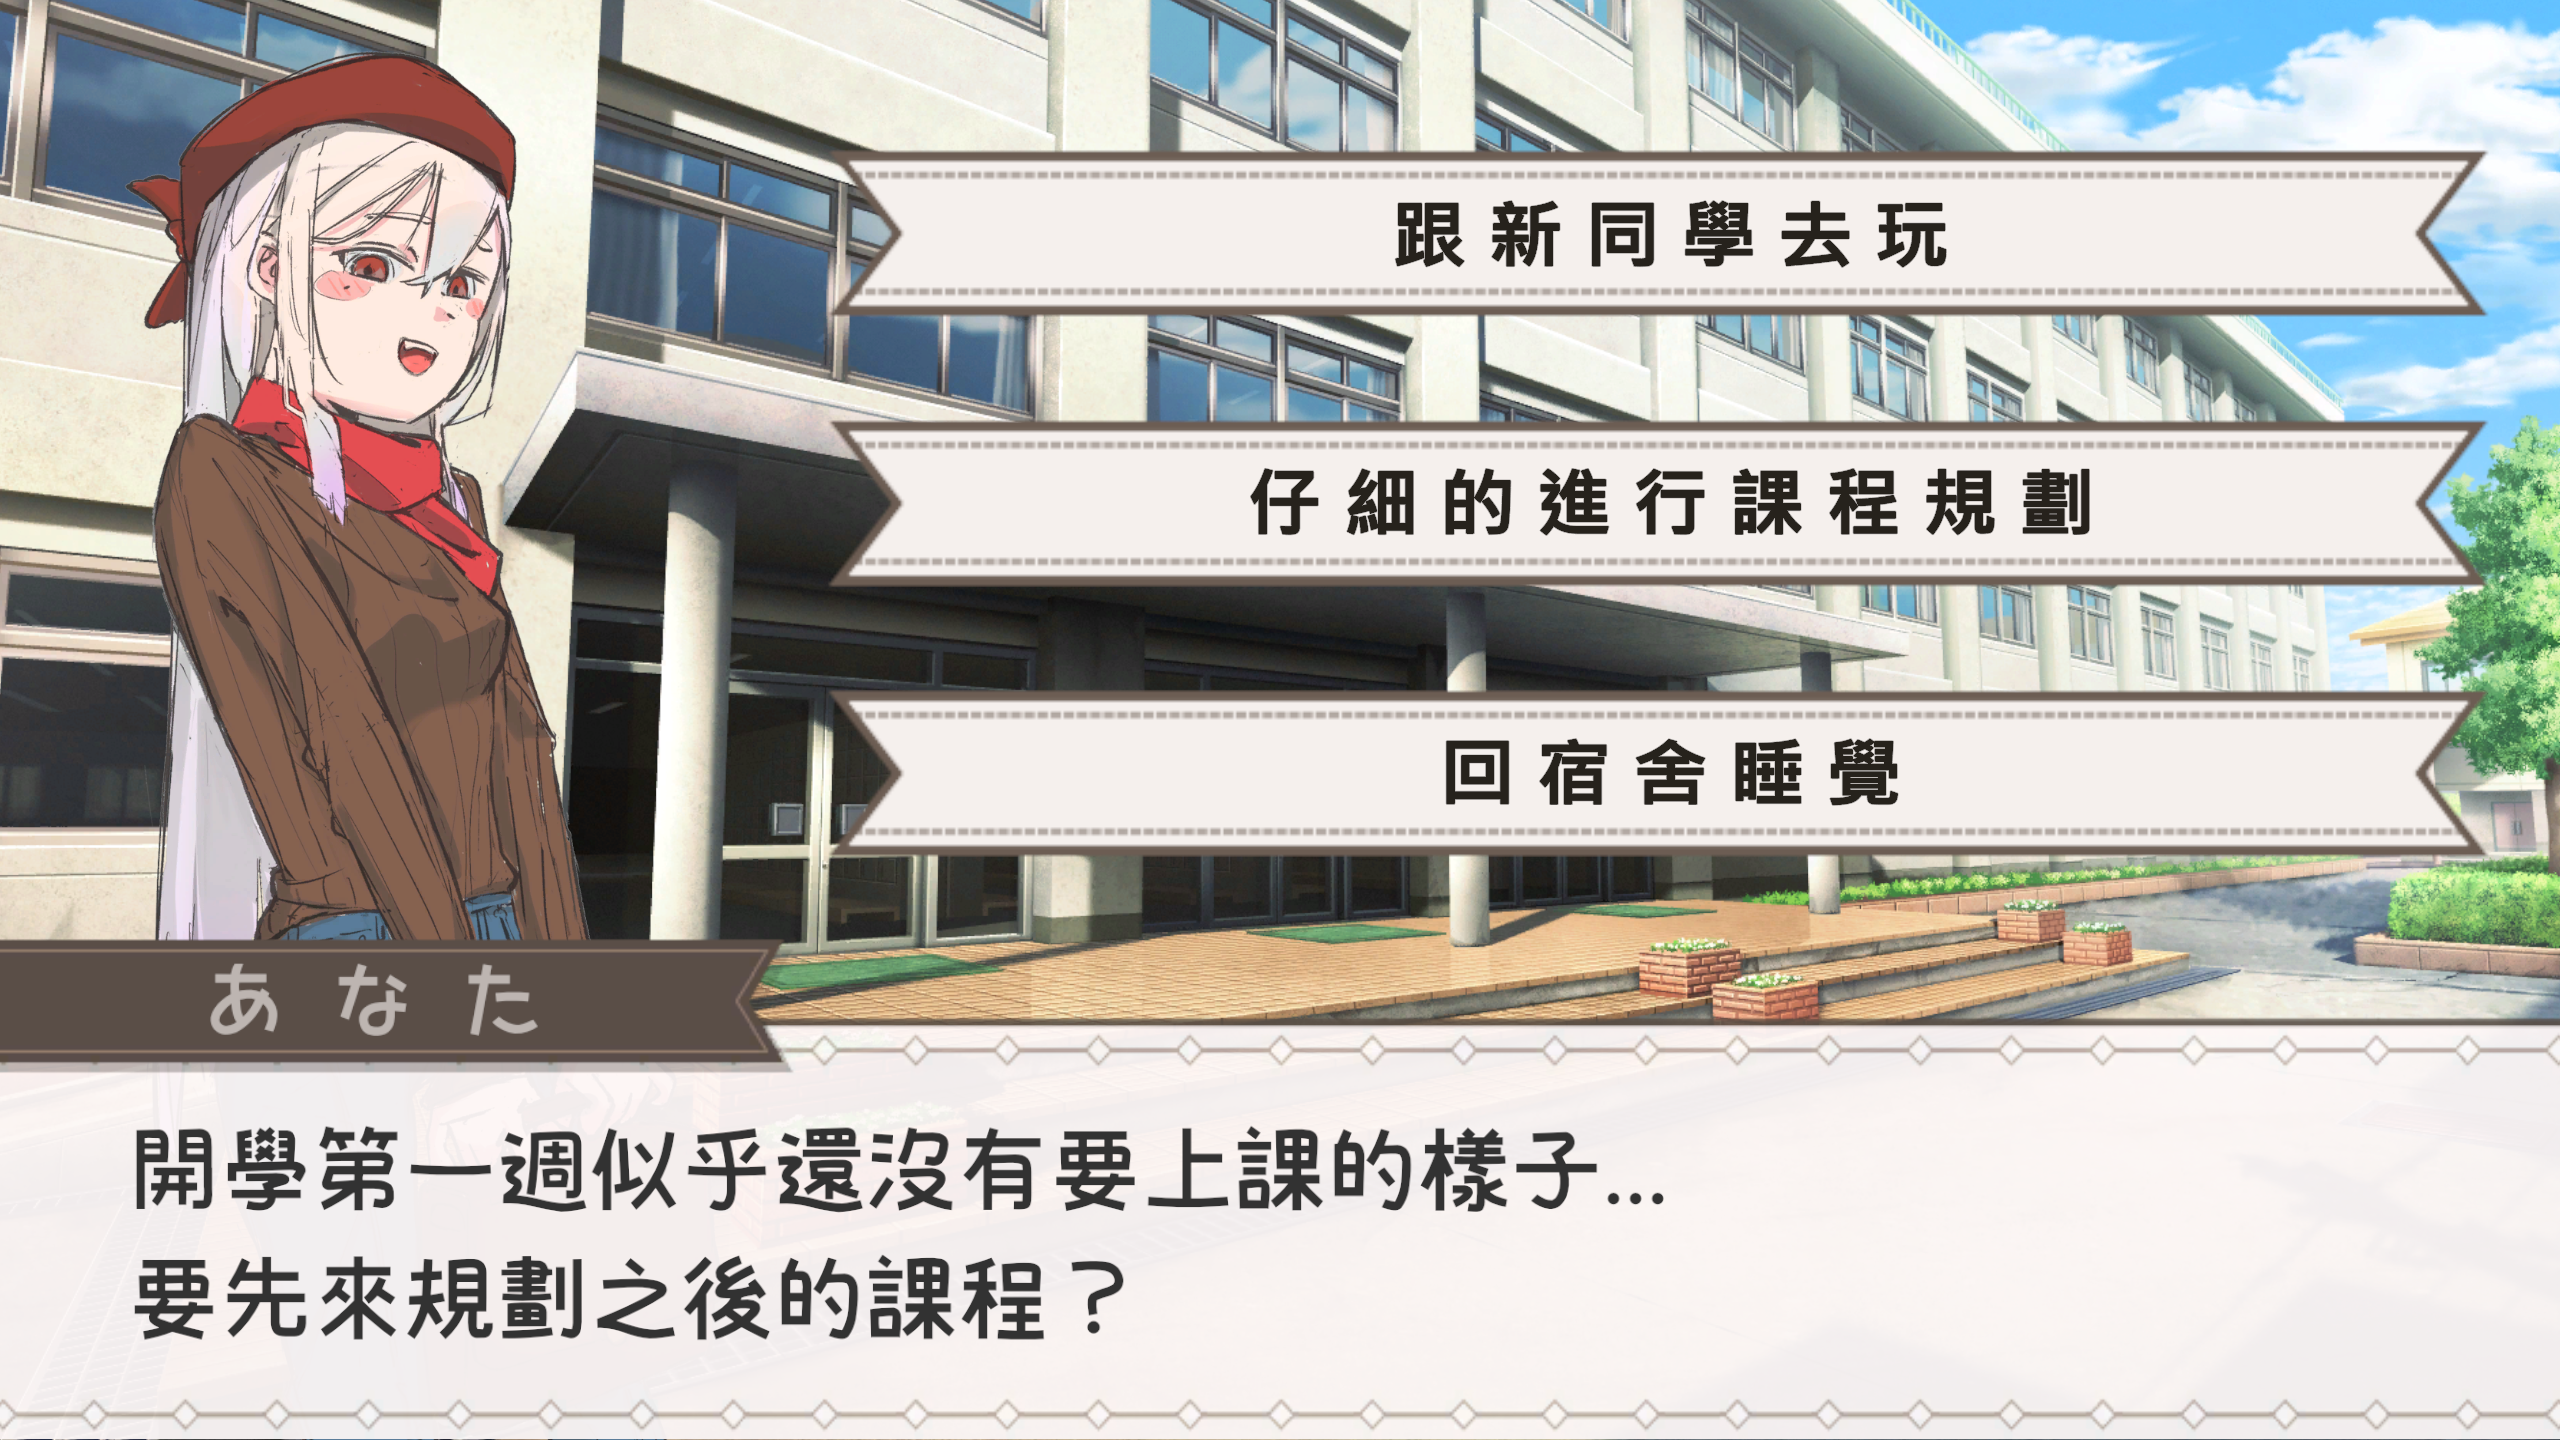 跟新同學去玩
仔細的進行課程規劃
回宿舍睡覺
あなた
開學第一週似乎還沒有要上課的樣子...
要先來規劃之後的課程？